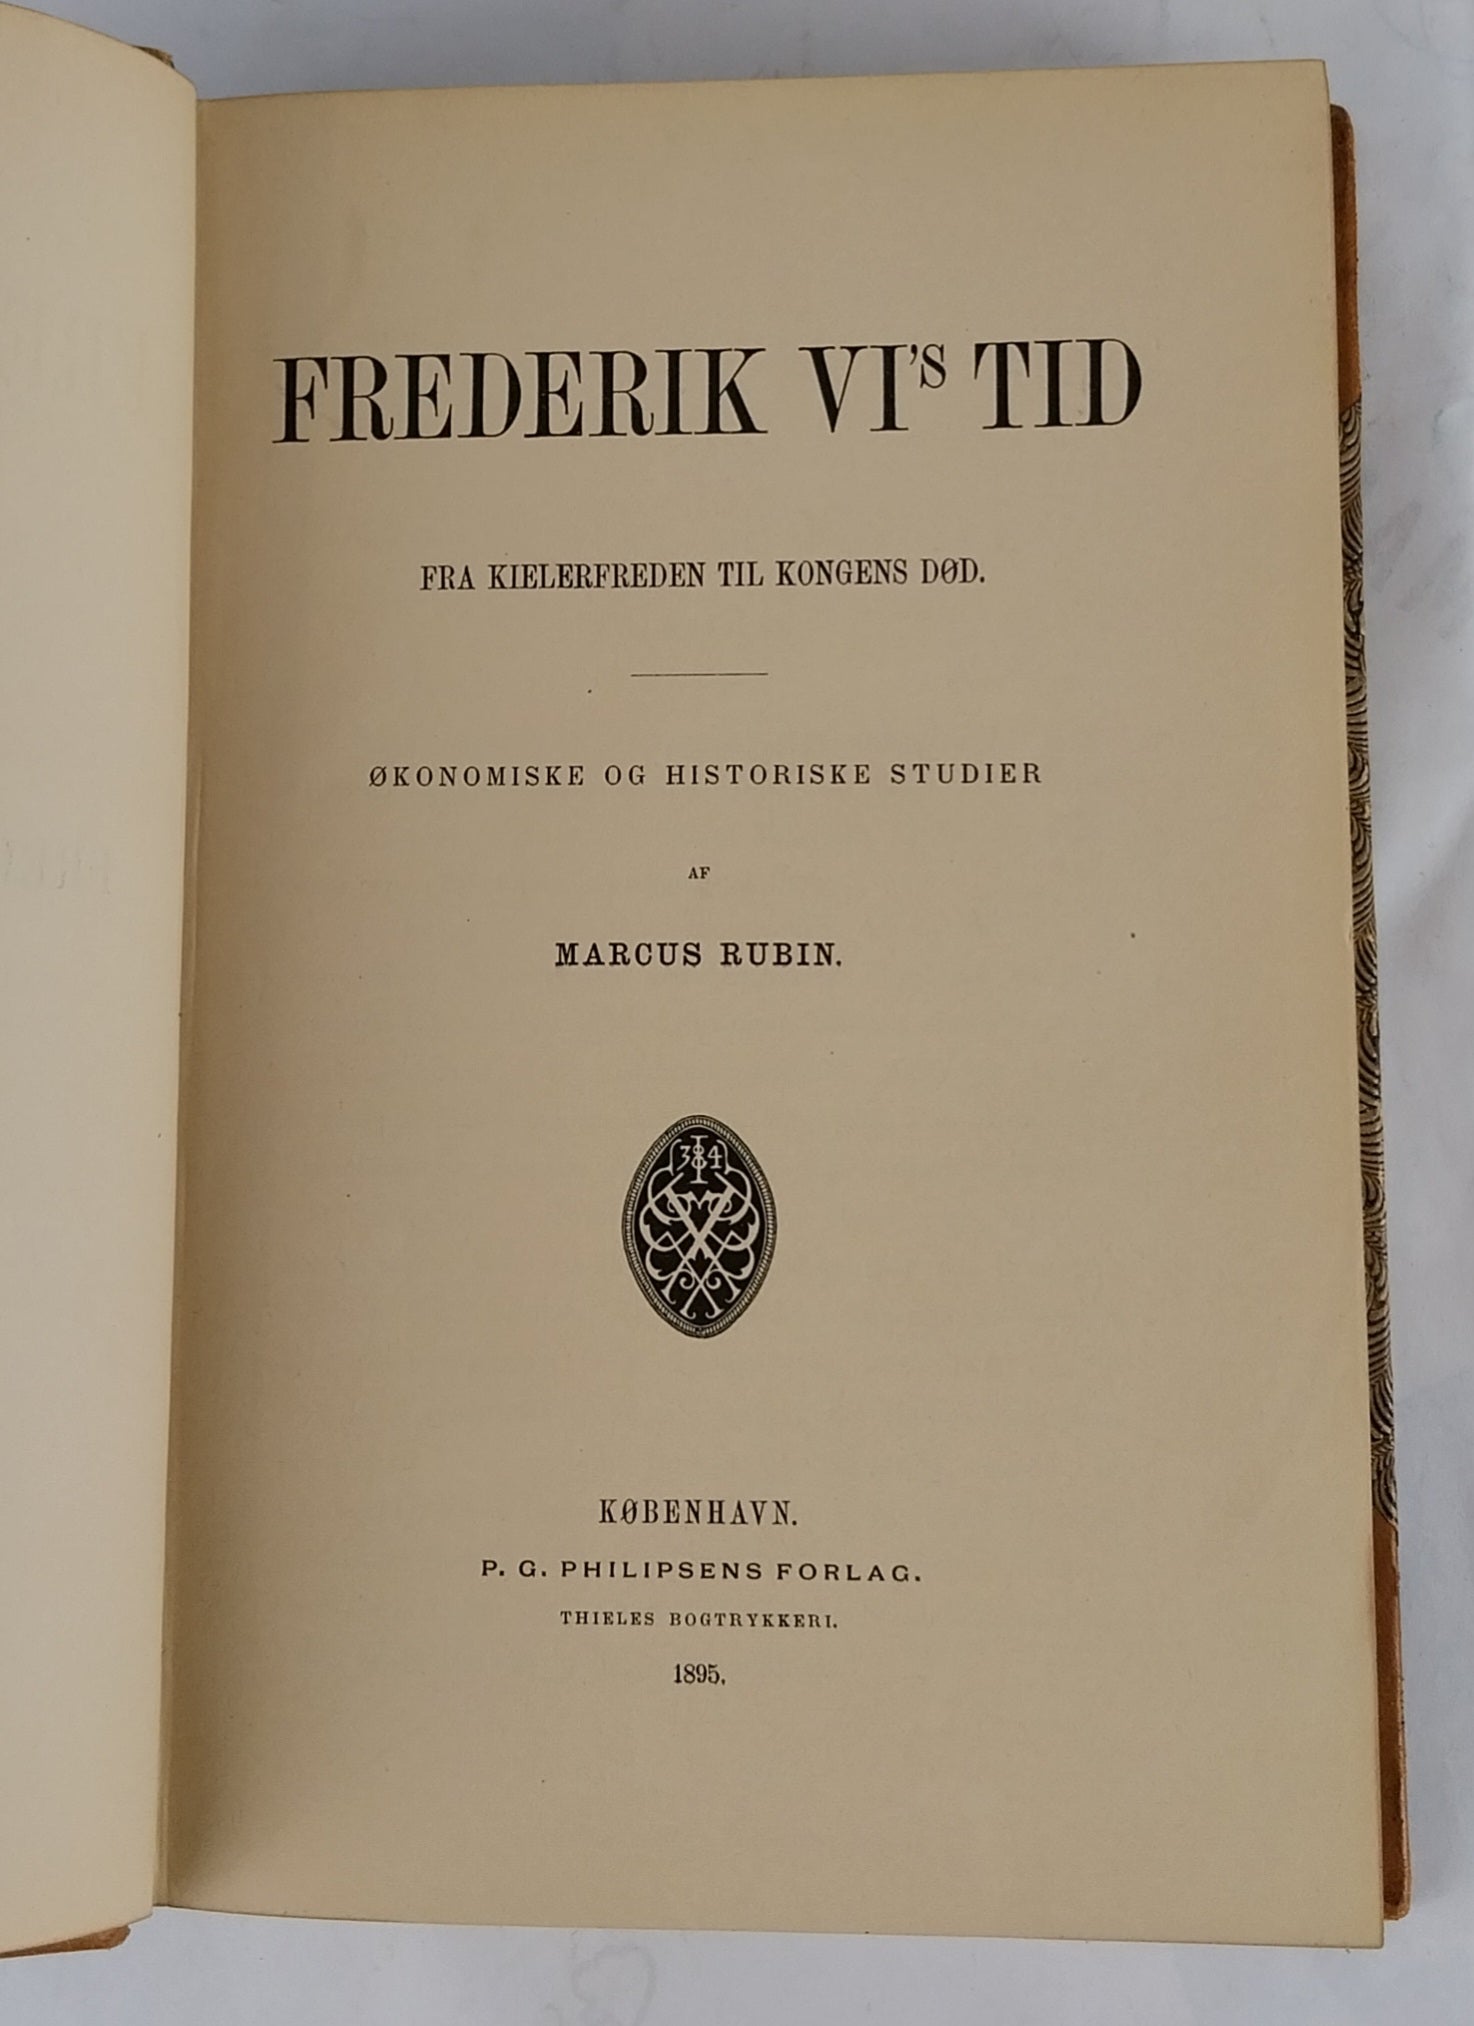 FREDERIK VI'S TID
FRA KIELERFREDEN TIL KONGENS DØD.
ØKONOMISKE OG HISTORISKE STUDIER
AF
MARCUS RUBIN.
KØBENHAVN.
P. G. PHILIPSENS FORLAG.
THIELES BOGTRYKKERI.
1895.